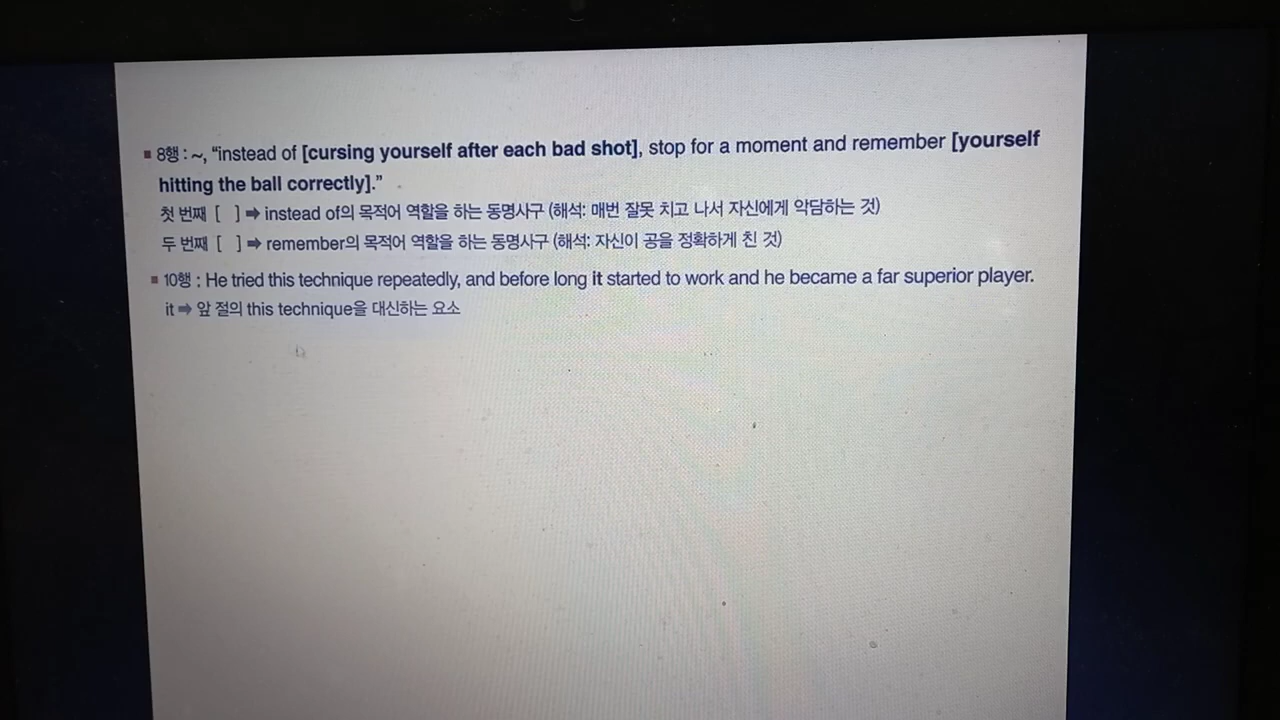 ▪ 8행 : ~, “instead of [cursing yourself after each bad shot], stop for a moment and remember [yourself
hitting the ball correctly].”
첫 번째 [ ] ➡ instead of의 목적어 역할을 하는 동명사구 (해석: 매번 잘못 치고 나서 자신에게 악담하는 것)
두 번째 [ ] ➡ remember의 목적어 역할을 하는 동명사구 (해석: 자신이 공을 정확하게 친 것)
▪ 10행 : He tried this technique repeatedly, and before long it started to work and he became a far superior player.
it ➡ 앞 절의 this technique을 대신하는 요소